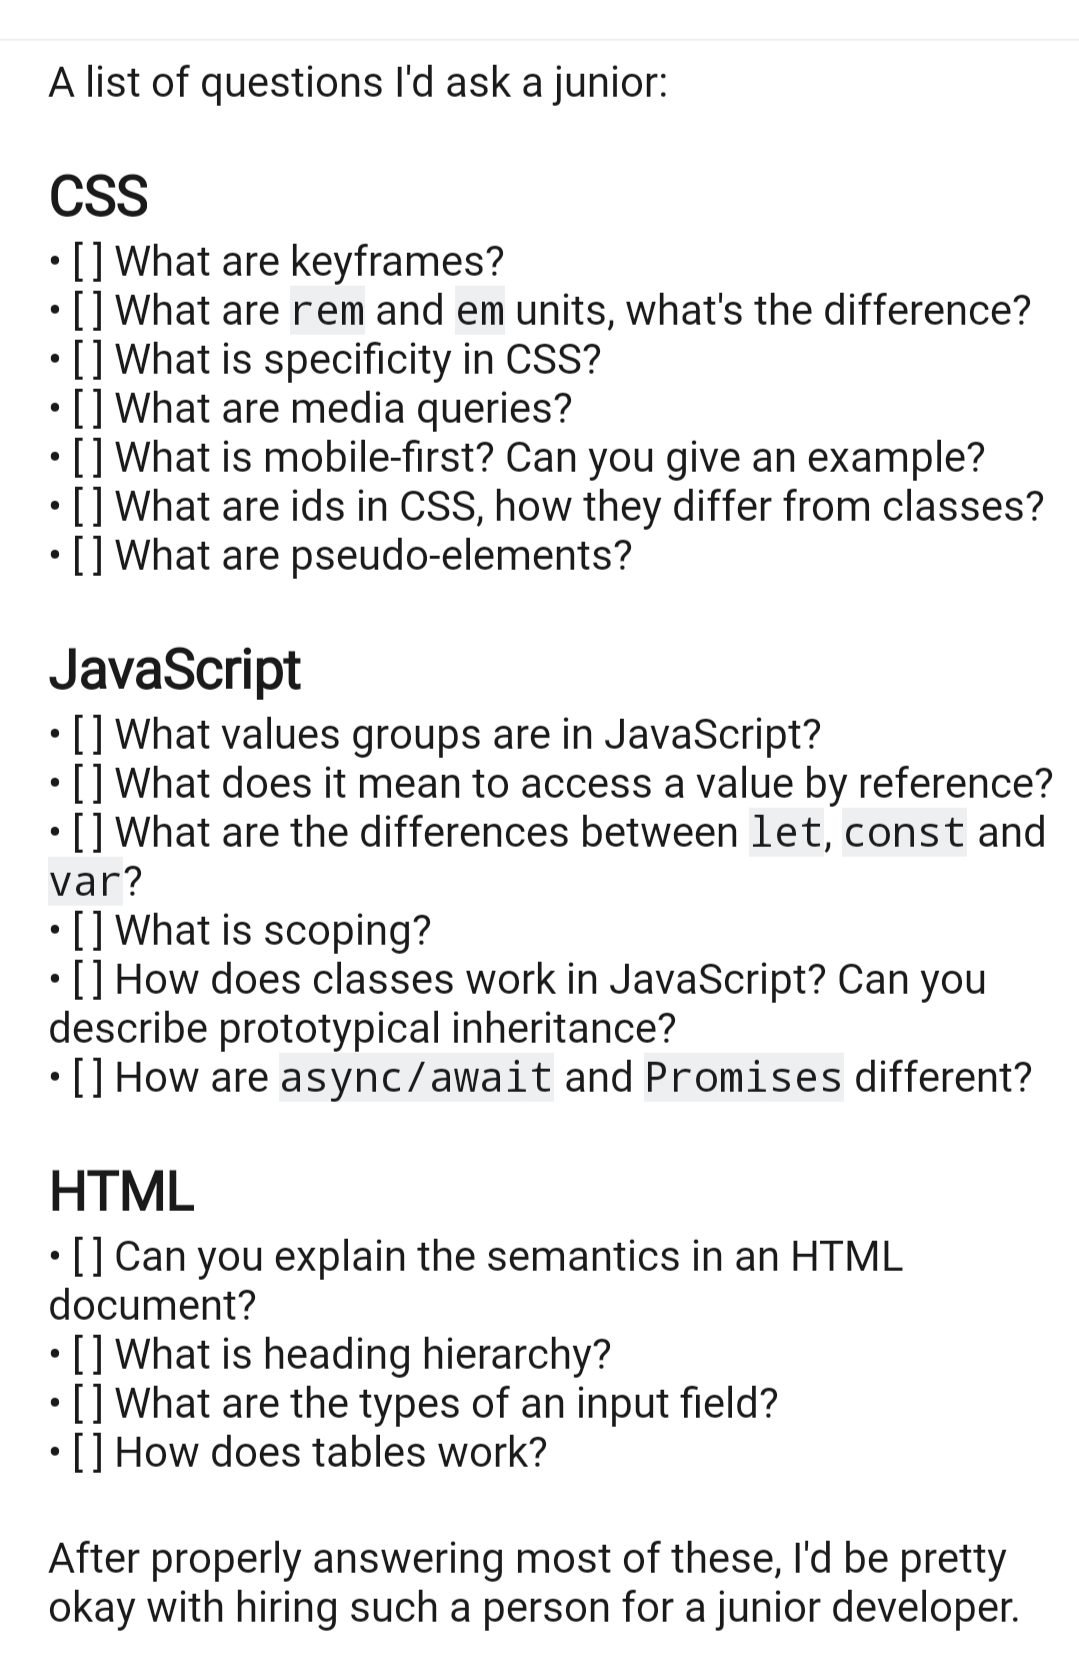 A list of questions I'd ask a junior:
CSS
• [ ] What are keyframes?
• [ ] What are rem and em units, what's the difference?
• [ ] What is specificity in CSS?
• [ ] What are media queries?
• [ ] What is mobile-first? Can you give an example?
• [ ] What are ids in CSS, how they differ from classes?
• [ ] What are pseudo-elements?
JavaScript
• [ ] What values groups are in JavaScript?
• [ ] What does it mean to access a value by reference?
• [ ] What are the differences between let, const and
var?
• [ ] What is scoping?
• [ ] How does classes work in JavaScript? Can you
describe prototypical inheritance?
• [ ] How are async/await and Promises different?
HTML
• [ ] Can you explain the semantics in an HTML
document?
• [ ] What is heading hierarchy?
• [ ] What are the types of an input field?
• [ ] How does tables work?
After properly answering most of these, I'd be pretty
okay with hiring such a person for a junior developer.